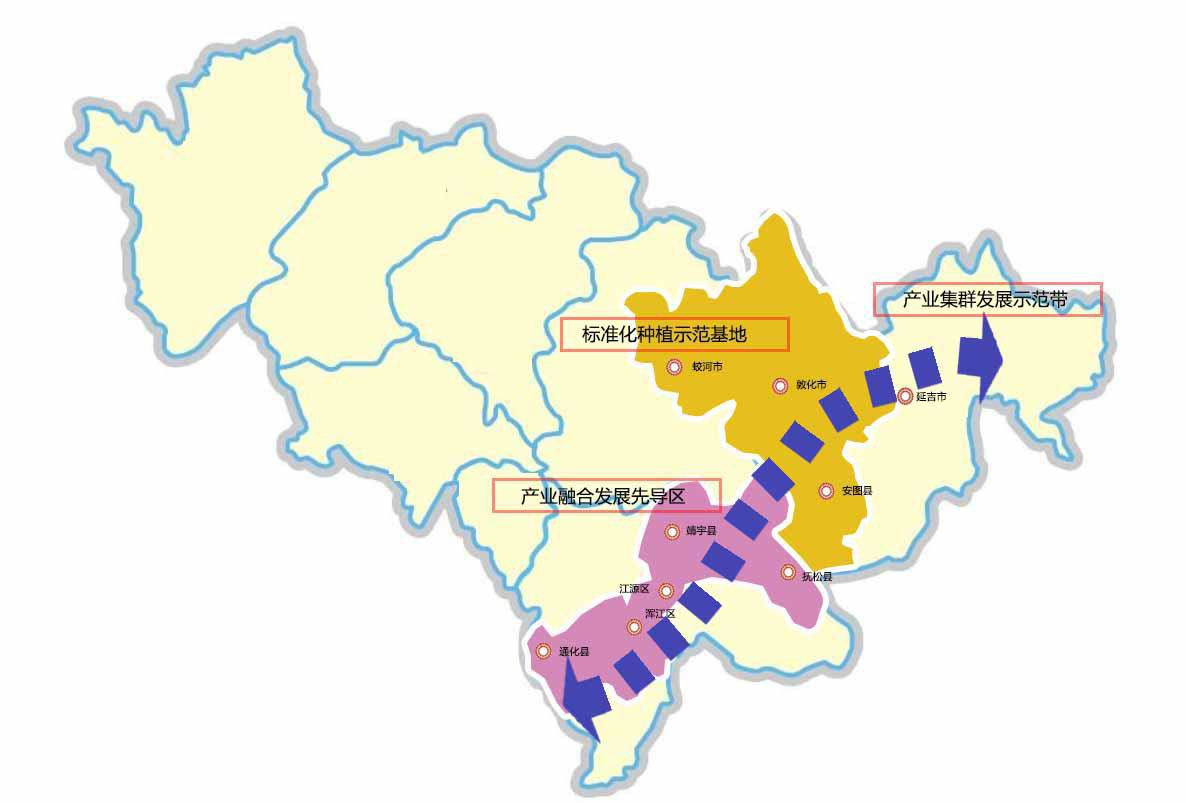 产业集群发展示范带
标准化种植示范基地
蛟河市
敦化市
延吉市
产业融合发展先导区
安图县
靖宇县
抚松县
江源区
浑江区
通化县